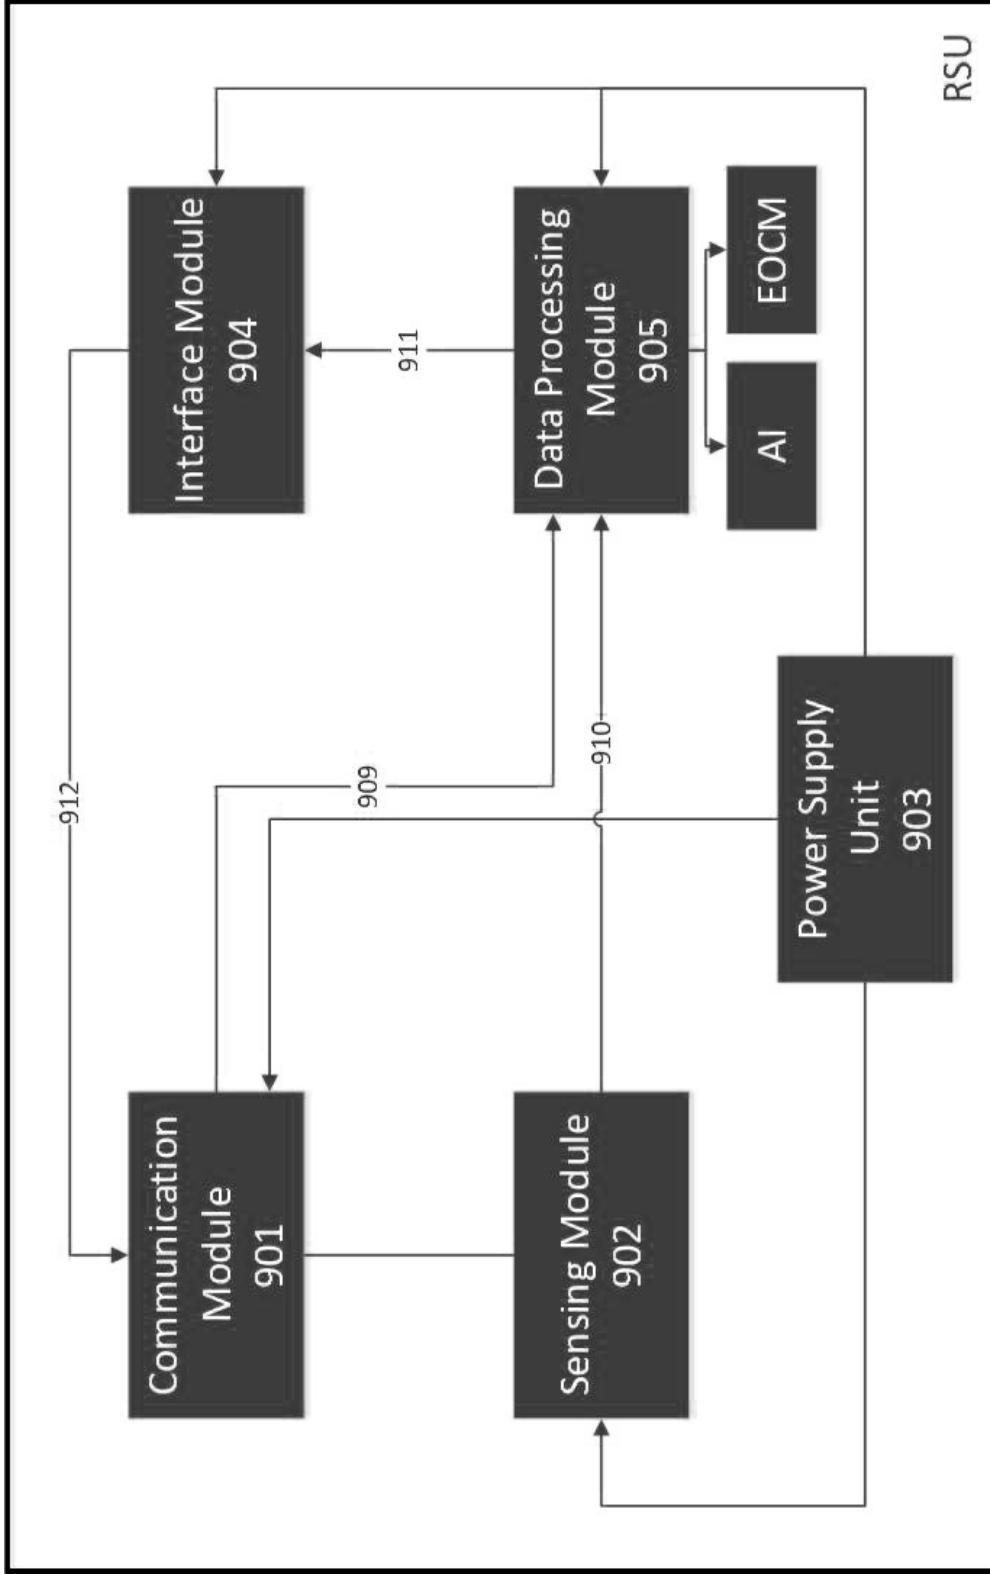 912
Communication
Module
901
Interface Module
904
909
911
Sensing Module
902
910
Data Processing
Module
905
AI
EOCM
Power Supply
Unit
903
RSU